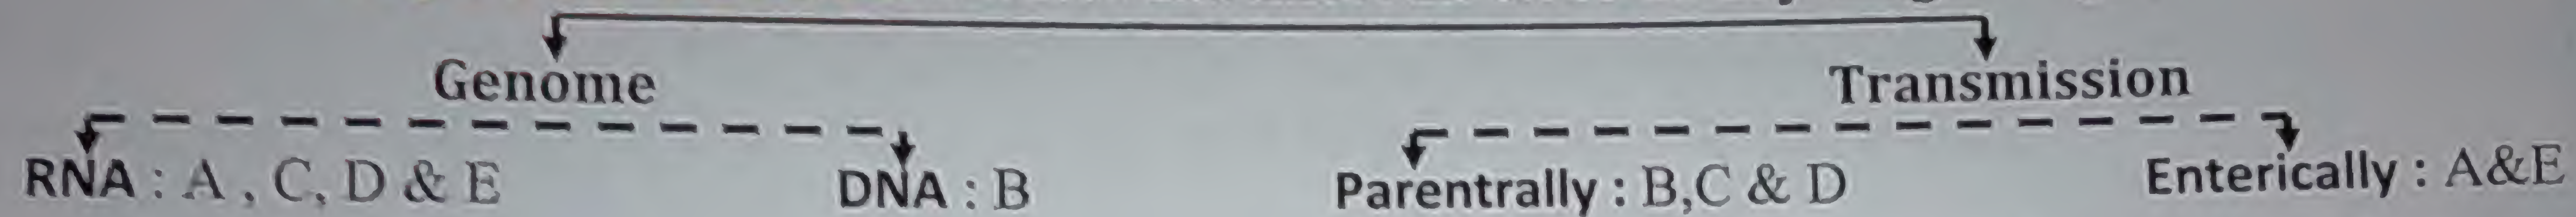 Genome Transmission
RNA : A , C, D & E DNA : B Parentrally : B,C & D Enterically : A&E